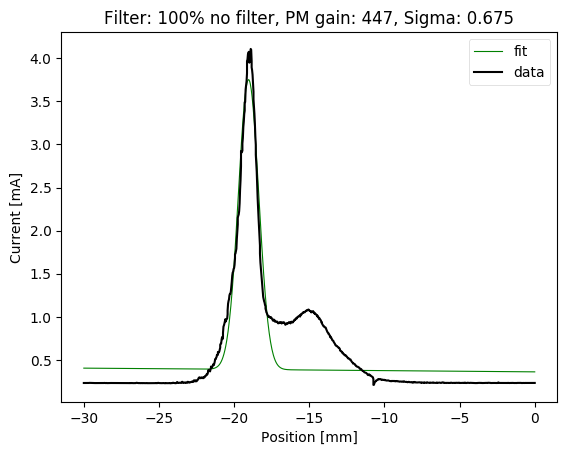 Filter: 100% no filter, PM gain: 447, Sigma: 0.675
fit
data
Current [mA]
4.0
3.5
3.0
2.5
2.0
1.5
1.0
0.5
−30 −25 −20 −15 −10 −5 0
Position [mm]